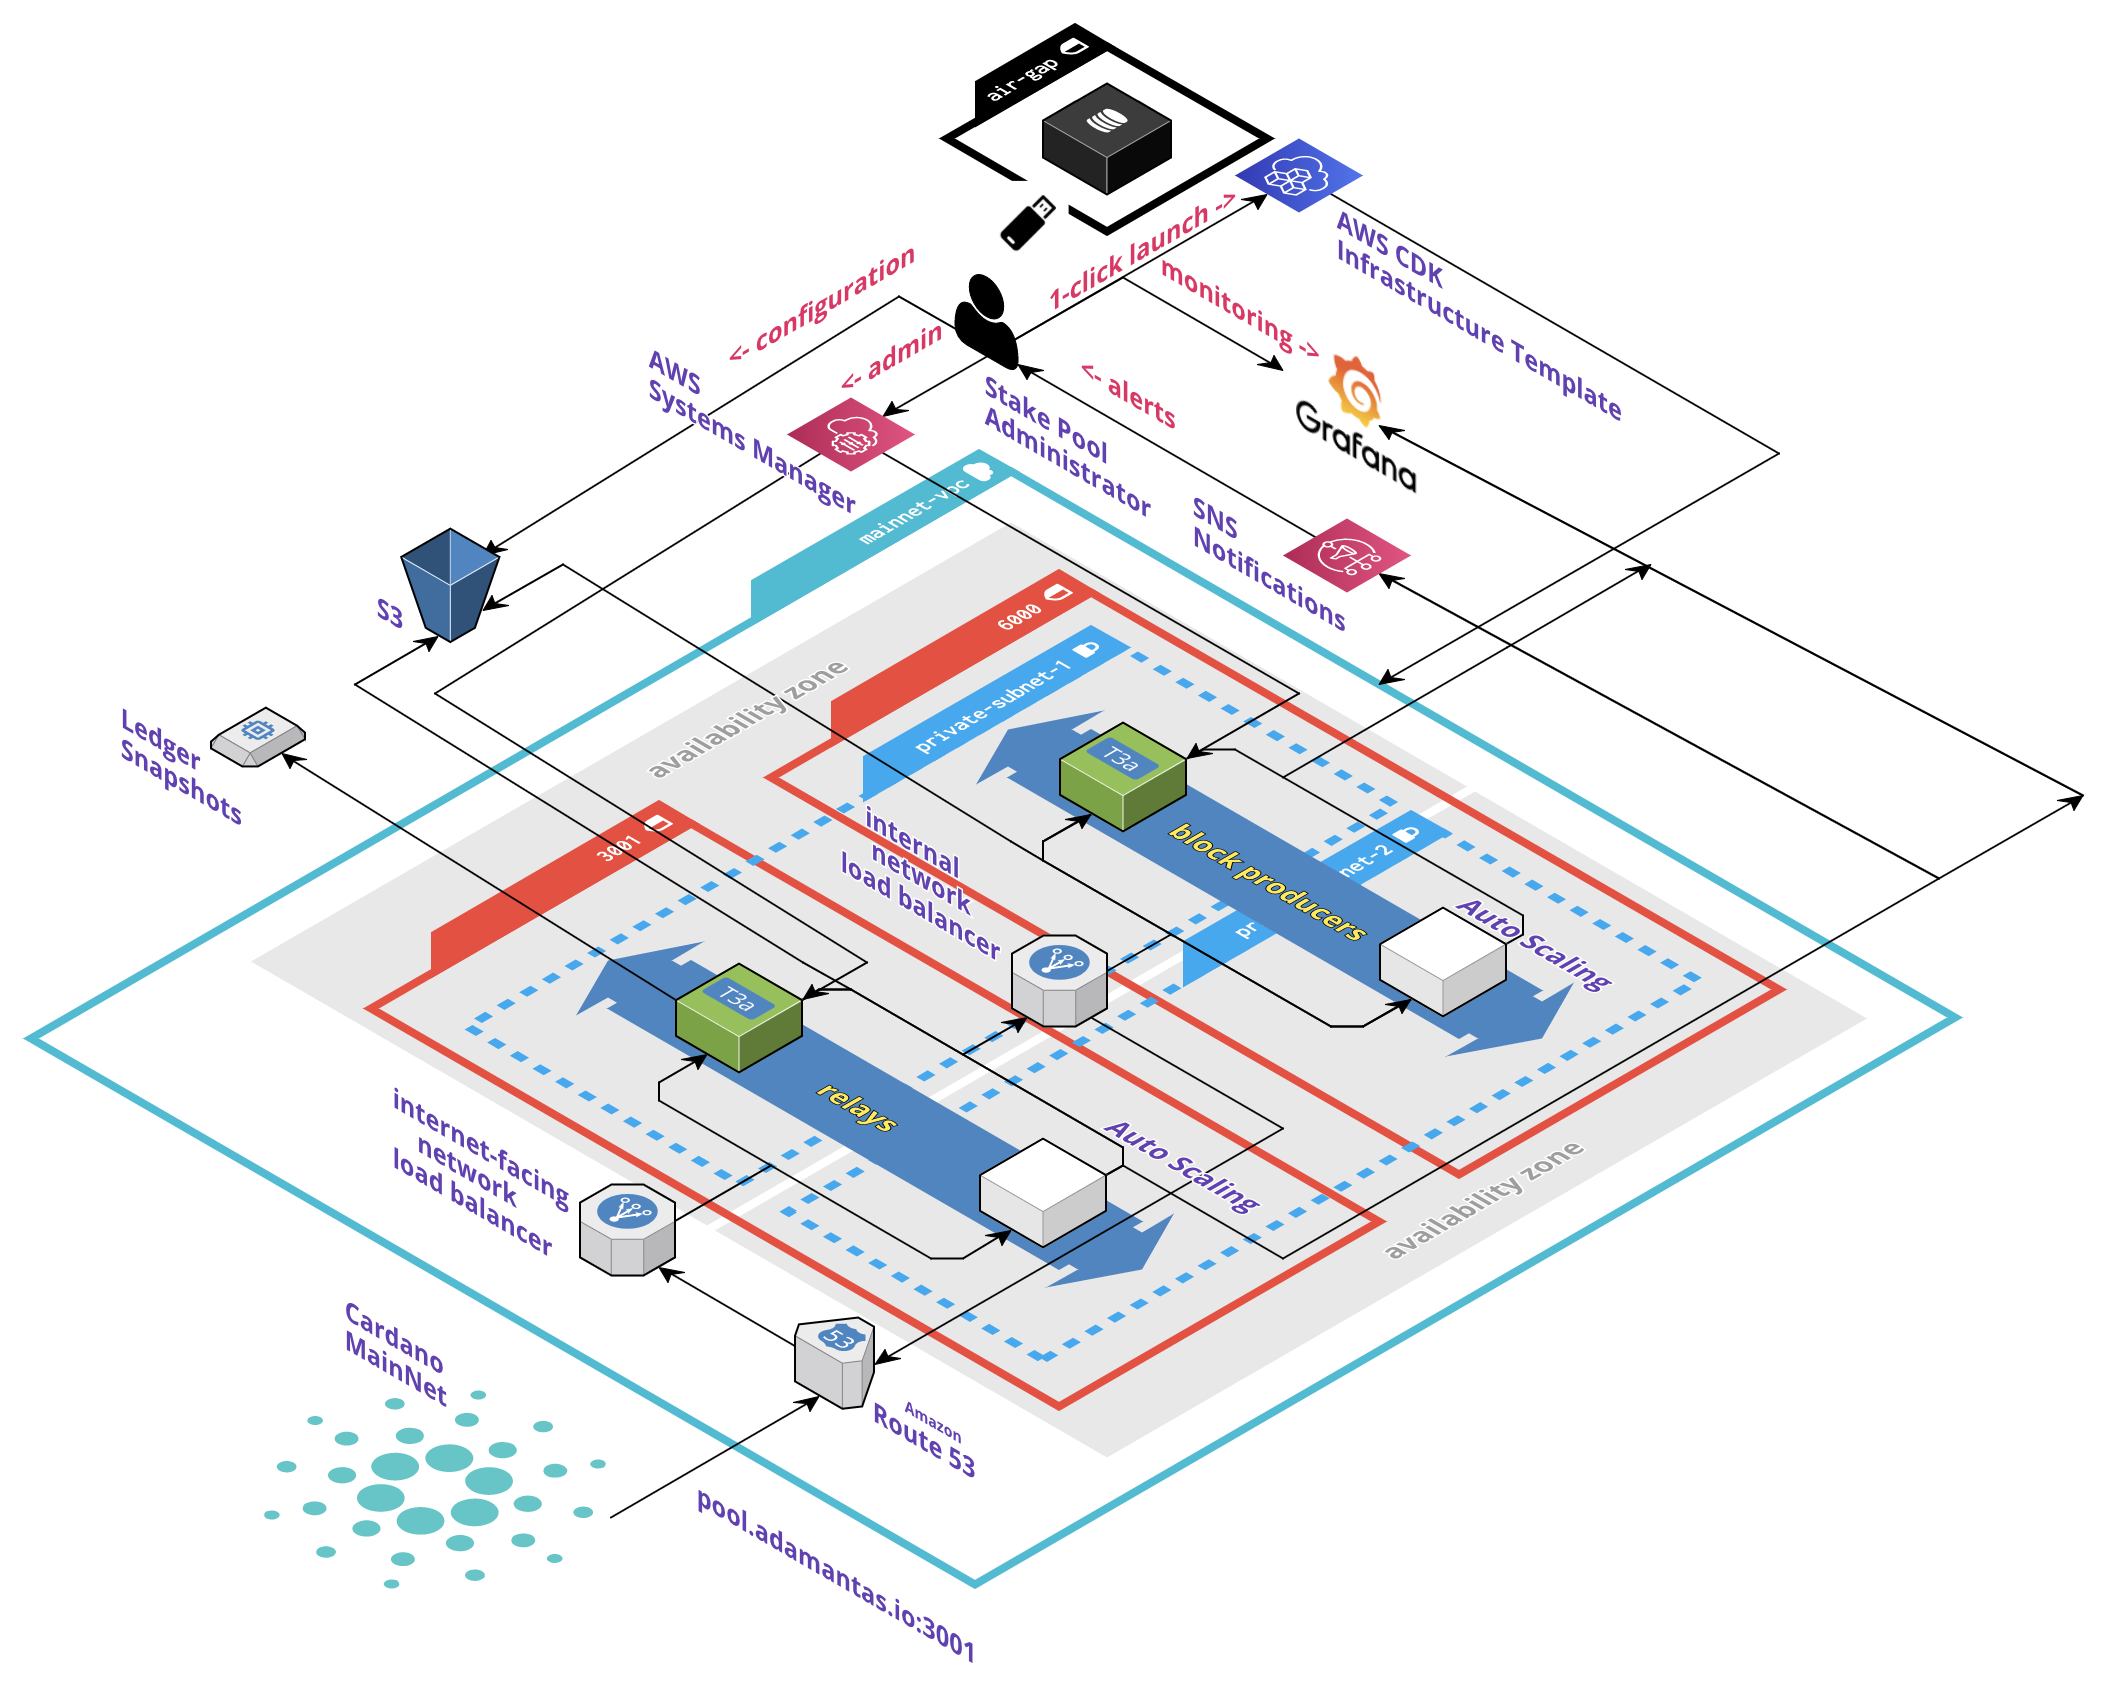 air-gap
1-click launch ->
AWS CDK
Infrastructure Template
monitoring ->
<- configuration
<- admin
<- alerts
AWS
Systems Manager
Stake Pool
Administrator
Grafana
SNS
Notifications
mainnet-vpc
S3
6000
private-subnet-1
availability zone
Ledger
Snapshots
T3a
block producers
net-2
pr
3001
internal
network
load balancer
Auto Scaling
T3a
relays
Auto Scaling
availability zone
internet-facing
network
load balancer
53
Amazon
Route 53
Cardano
MainNet
pool.adamantas.io:3001